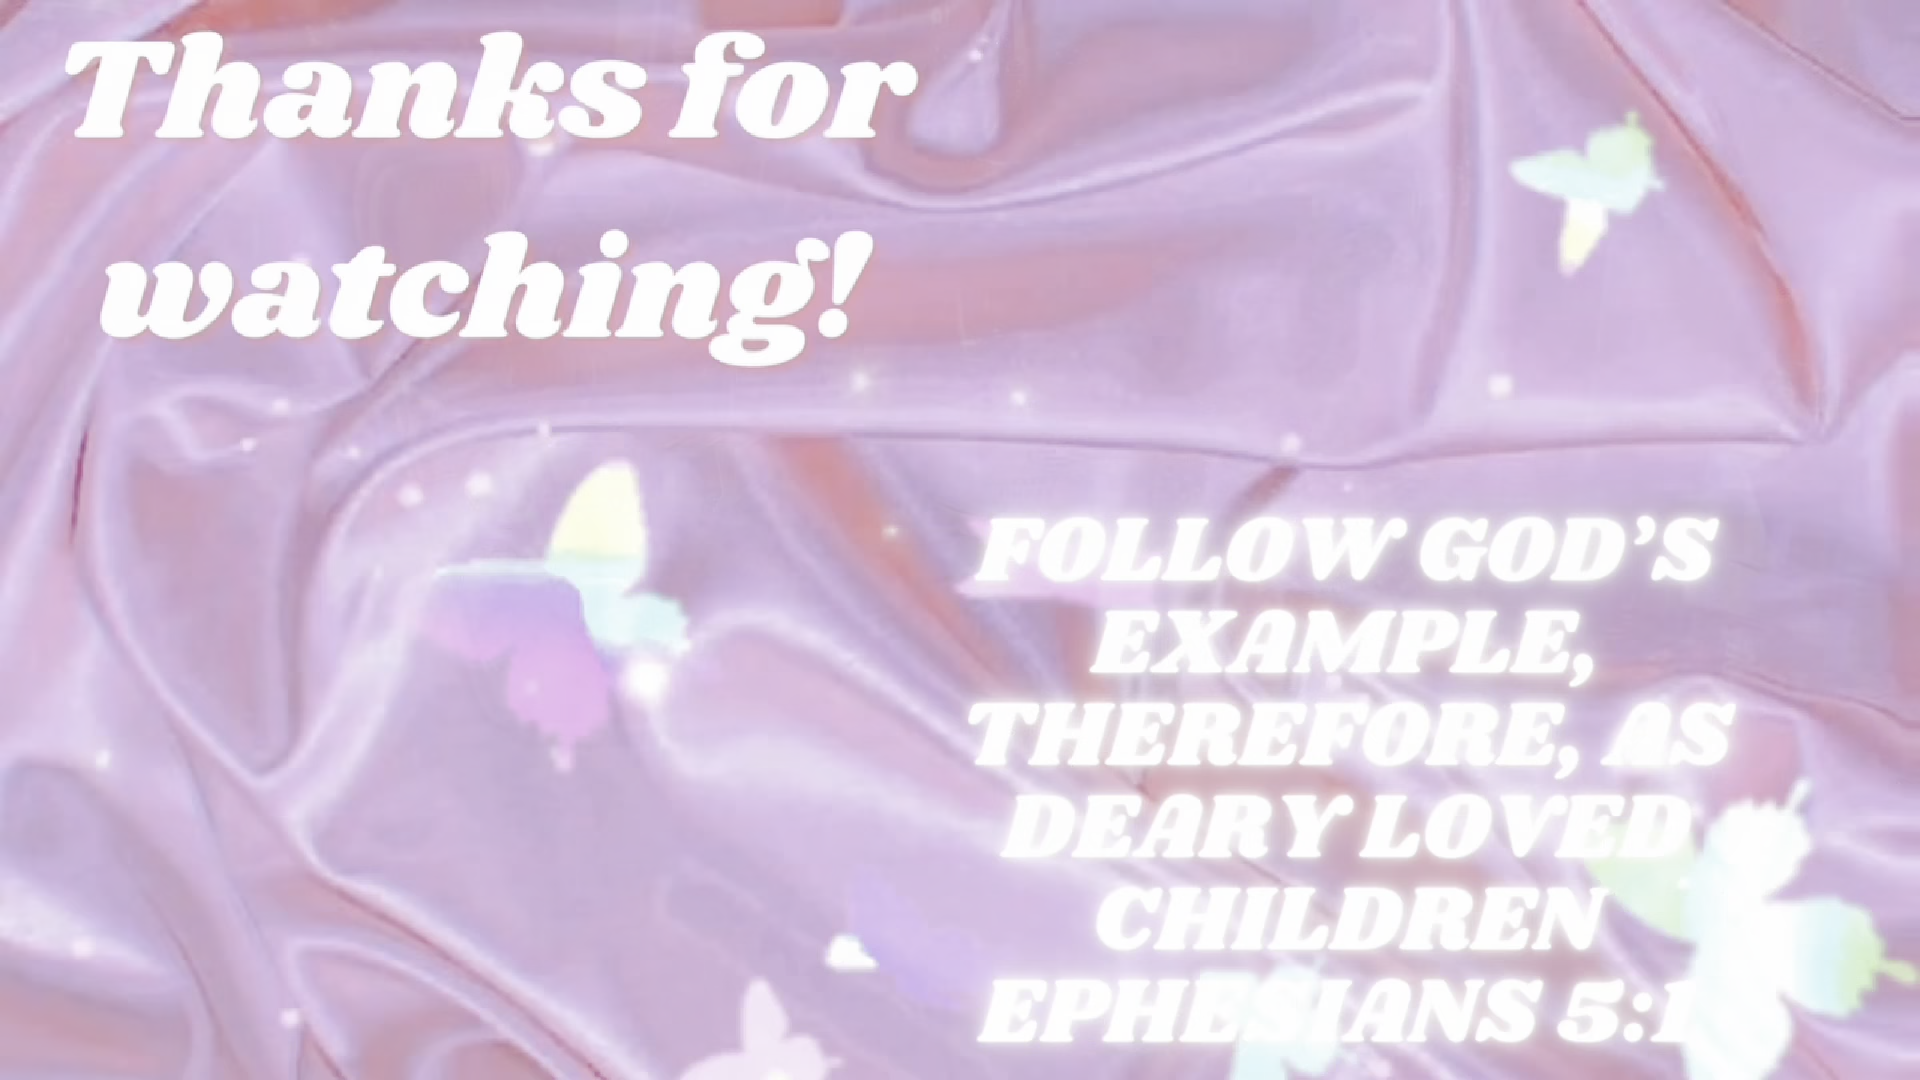 Thanks for
watching!
FOLLOW GOD’S
EXAMPLE,
THEREFORE, AS
DEARY LOVED
CHILDREN
EPHESIANS 5:1